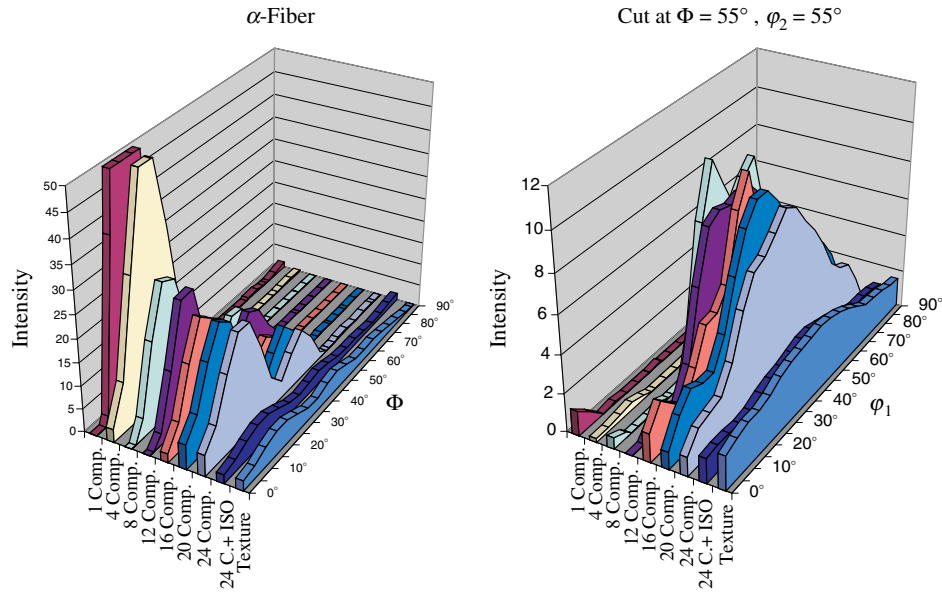 α-Fiber
Cut at Φ = 55° , φ₂ = 55°
Intensity
50
45
40
35
30
25
20
15
10
5
0
1 Comp.
4 Comp.
8 Comp.
12 Comp.
16 Comp.
20 Comp.
24 Comp.
24 C.+ ISO
Texture
0°
10°
20°
30°
40°
50°
60°
70°
80°
90°
Φ
Intensity
12
10
8
6
4
2
0
1 Comp.
4 Comp.
8 Comp.
12 Comp.
16 Comp.
20 Comp.
24 Comp.
24 C.+ ISO
Texture
0°
10°
20°
30°
40°
50°
60°
70°
80°
90°
φ₁